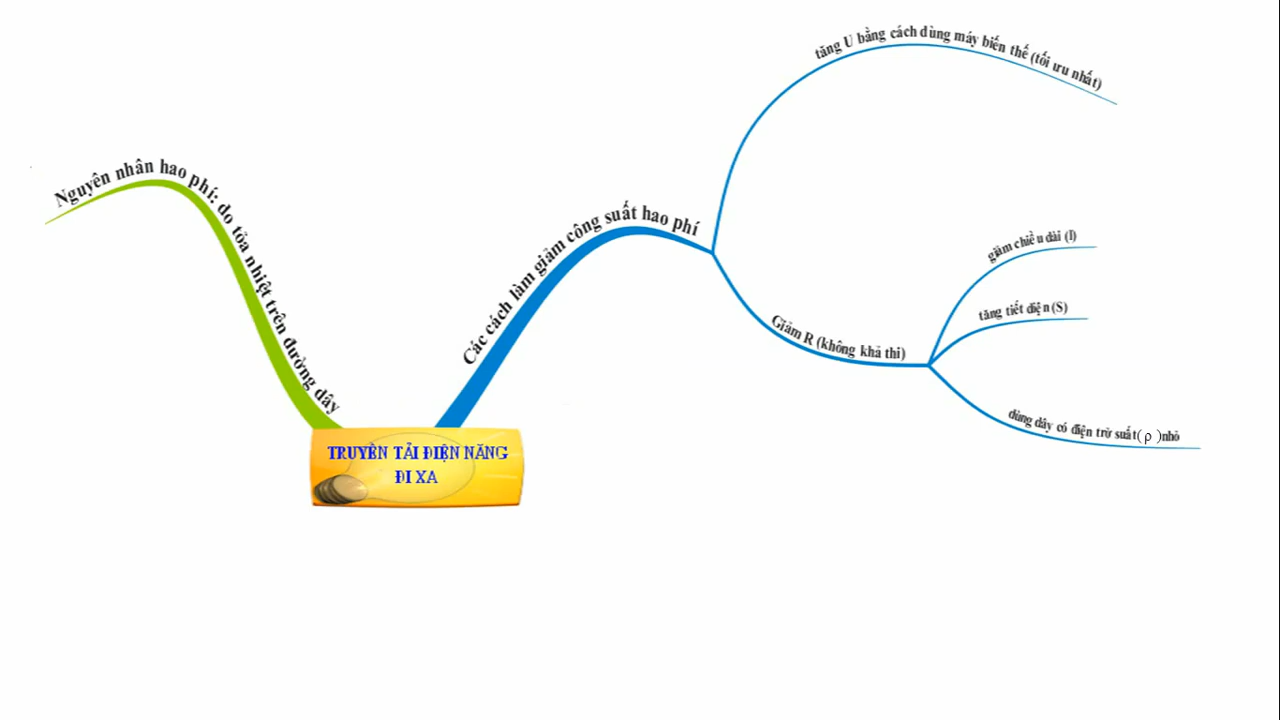 tăng U bằng cách dùng máy biến thế (tối ưu nhất)
Nguyên nhân hao phí: do tỏa nhiệt trên đường dây
Các cách làm giảm công suất hao phí
giảm chiều dài (l)
tăng tiết diện (S)
Giảm R (không khả thi)
dùng dây có điện trở suất(ρ )nhỏ
TRUYỀN TẢI ĐIỆN NĂNG
ĐI XA